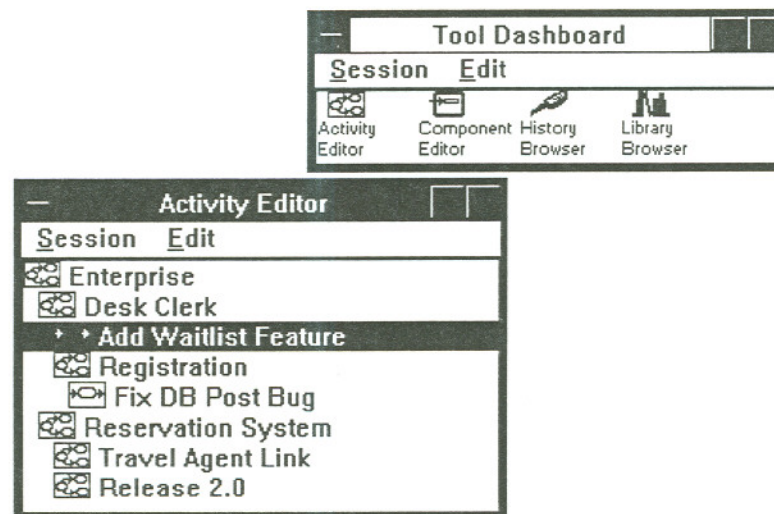 Tool Dashboard
Session Edit
Activity Editor
Component Editor
History Browser
Library Browser
Activity Editor
Session Edit
Enterprise
Desk Clerk
Add Waitlist Feature
Registration
Fix DB Post Bug
Reservation System
Travel Agent Link
Release 2.0